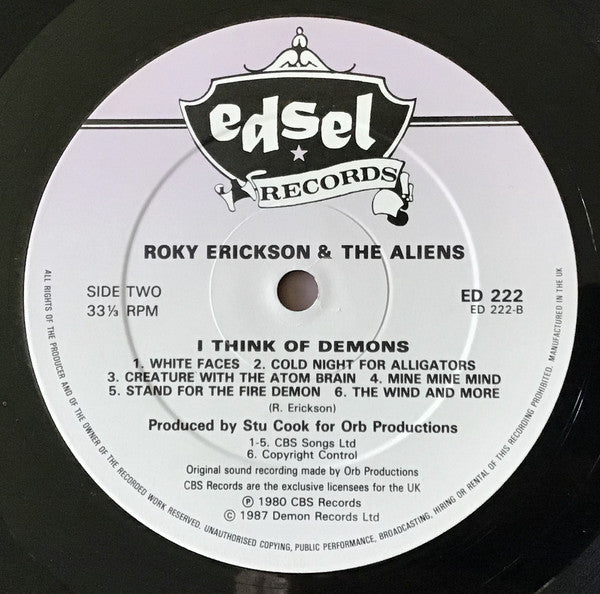 edsel
RECORDS
ROKY ERICKSON & THE ALIENS
SIDE TWO
33⅓ RPM
ED 222
ED 222-B
I THINK OF DEMONS
1. WHITE FACES 2. COLD NIGHT FOR ALLIGATORS
3. CREATURE WITH THE ATOM BRAIN 4. MINE MINE MIND
5. STAND FOR THE FIRE DEMON 6. THE WIND AND MORE
(R. Erickson)
Produced by Stu Cook for Orb Productions
1-5. CBS Songs Ltd
6. Copyright Control
Original sound recording made by Orb Productions
CBS Records are the exclusive licensees for the UK
℗ 1980 CBS Records
© 1987 Demon Records Ltd
ALL RIGHTS OF THE PRODUCER AND OF THE OWNER OF THE RECORDED WORK RESERVED. UNAUTHORISED COPYING, PUBLIC PERFORMANCE, BROADCASTING, HIRING OR RENTAL OF THIS RECORDING PROHIBITED. MANUFACTURED IN THE UK